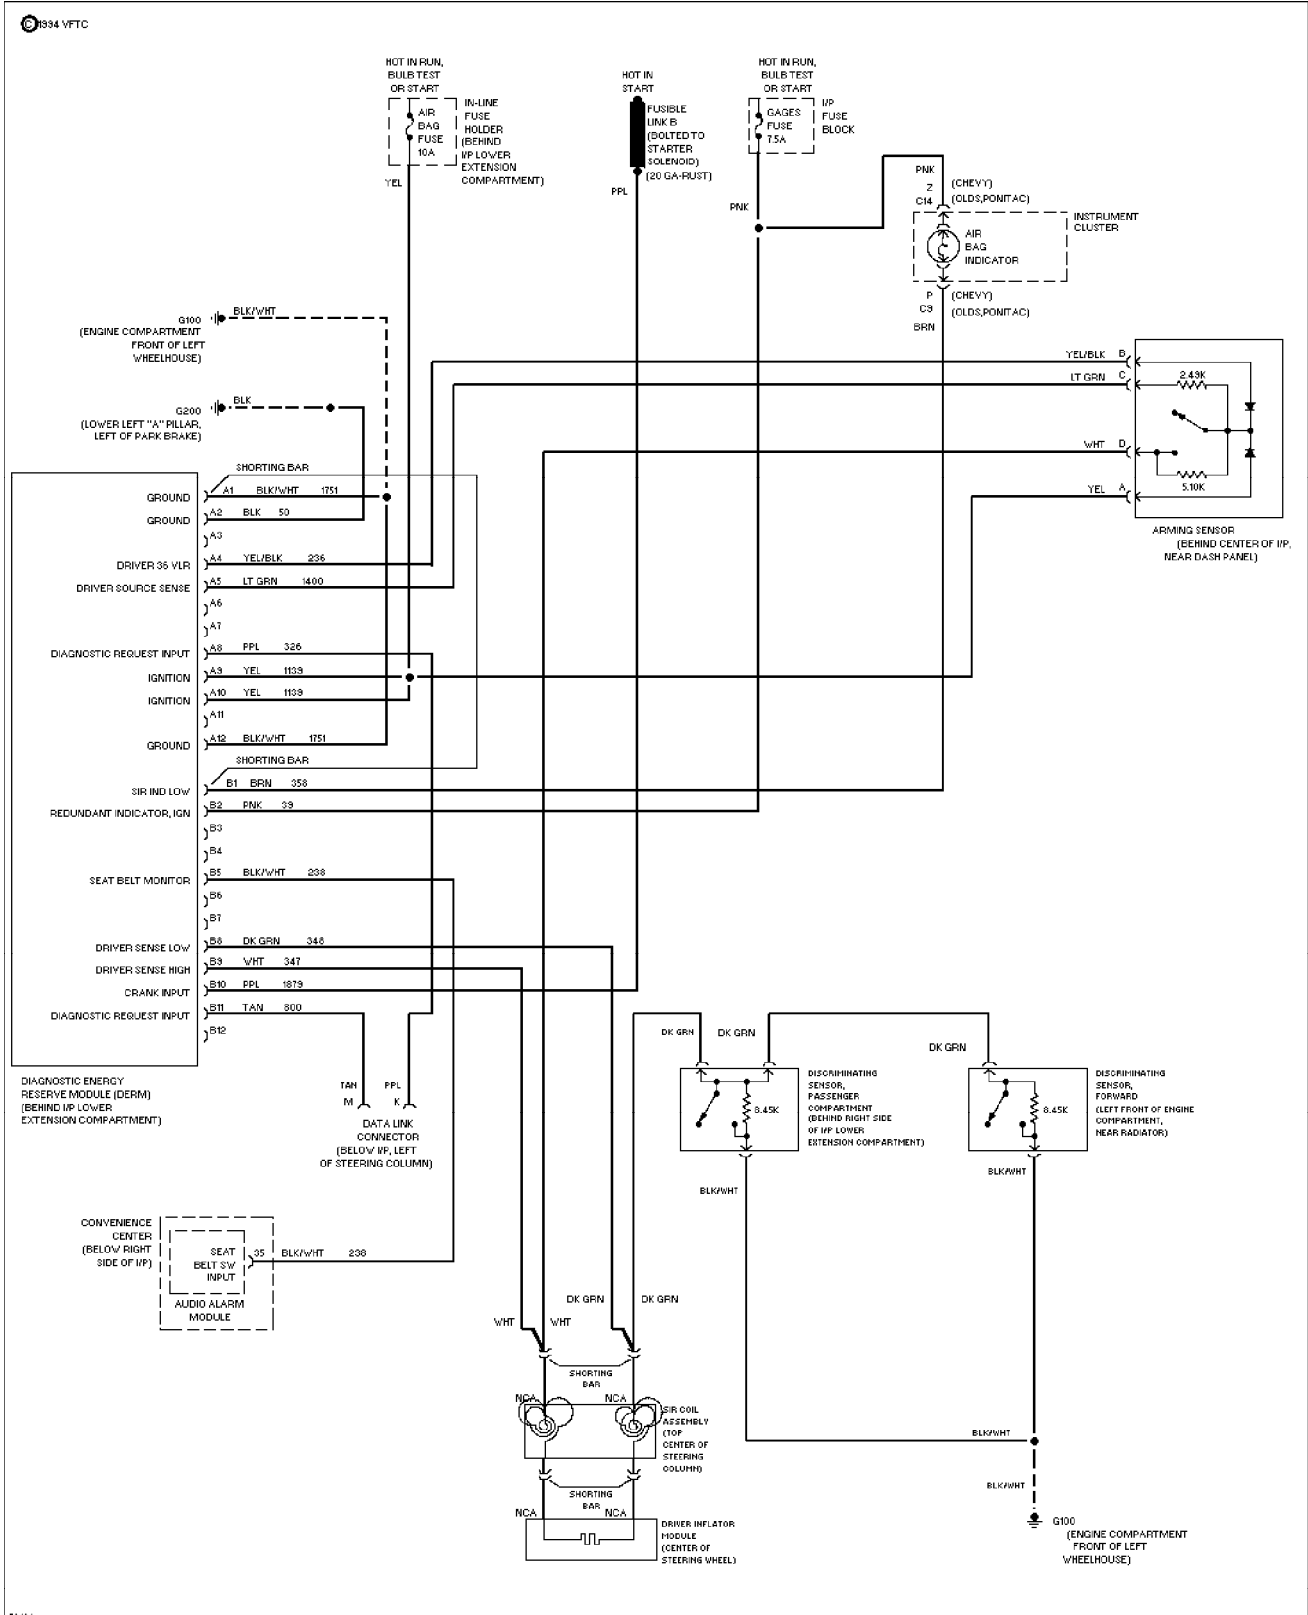 ©1994 VFTC
HOT IN RUN,
BULB TEST
OR START
AIR
BAG
FUSE
10A
IN-LINE
FUSE
HOLDER
(BEHIND
I/P LOWER
EXTENSION
COMPARTMENT)
YEL
HOT IN
START
FUSIBLE
LINK B
(BOLTED TO
STARTER
SOLENOID)
(20 GA-RUST)
PPL
HOT IN RUN,
BULB TEST
OR START
GAGES
FUSE
7.5A
I/P
FUSE
BLOCK
PNK
PNK
Z (CHEVY)
C14 (OLDS,PONITAC)
INSTRUMENT
CLUSTER
AIR
BAG
INDICATOR
P (CHEVY)
C9 (OLDS,PONITAC)
BRN
G100
(ENGINE COMPARTMENT
FRONT OF LEFT
WHEELHOUSE)
BLK/WHT
G200
(LOWER LEFT "A" PILLAR,
LEFT OF PARK BRAKE)
BLK
YEL/BLK B
LT GRN C
WHT D
YEL A
2.49K
5.10K
ARMING SENSOR
(BEHIND CENTER OF I/P,
NEAR DASH PANEL)
SHORTING BAR
GROUND A1 BLK/WHT 1751
GROUND A2 BLK 50
A3
DRIVER 36 VLR A4 YEL/BLK 236
DRIVER SOURCE SENSE A5 LT GRN 1400
A6
A7
DIAGNOSTIC REQUEST INPUT A8 PPL 326
IGNITION A9 YEL 1139
IGNITION A10 YEL 1139
A11
GROUND A12 BLK/WHT 1751
SHORTING BAR
SIR IND LOW B1 BRN 358
REDUNDANT INDICATOR, IGN B2 PNK 39
B3
B4
SEAT BELT MONITOR B5 BLK/WHT 238
B6
B7
DRIVER SENSE LOW B8 DK GRN 348
DRIVER SENSE HIGH B9 WHT 347
CRANK INPUT B10 PPL 1879
DIAGNOSTIC REQUEST INPUT B11 TAN 800
B12
DIAGNOSTIC ENERGY
RESERVE MODULE (DERM)
(BEHIND I/P LOWER
EXTENSION COMPARTMENT)
TAN PPL
M K
DATA LINK
CONNECTOR
(BELOW I/P, LEFT
OF STEERING COLUMN)
DK GRN DK GRN
DK GRN
8.45K
DISCRIMINATING
SENSOR,
PASSENGER
COMPARTMENT
(BEHIND RIGHT SIDE
OF I/P LOWER
EXTENSION COMPARTMENT)
8.45K
DISCRIMINATING
SENSOR,
FORWARD
(LEFT FRONT OF ENGINE
COMPARTMENT,
NEAR RADIATOR)
BLK/WHT
BLK/WHT
CONVENIENCE
CENTER
(BELOW RIGHT
SIDE OF I/P)
SEAT
BELT SW
INPUT
35 BLK/WHT 238
AUDIO ALARM
MODULE
DK GRN DK GRN
WHT WHT
SHORTING
BAR
NCA NCA
SIR COIL
ASSEMBLY
(TOP
CENTER OF
STEERING
COLUMN)
SHORTING
BAR
NCA NCA
DRIVER INFLATOR
MODULE
(CENTER OF
STEERING WHEEL)
BLK/WHT
BLK/WHT
G100
(ENGINE COMPARTMENT
FRONT OF LEFT
WHEELHOUSE)